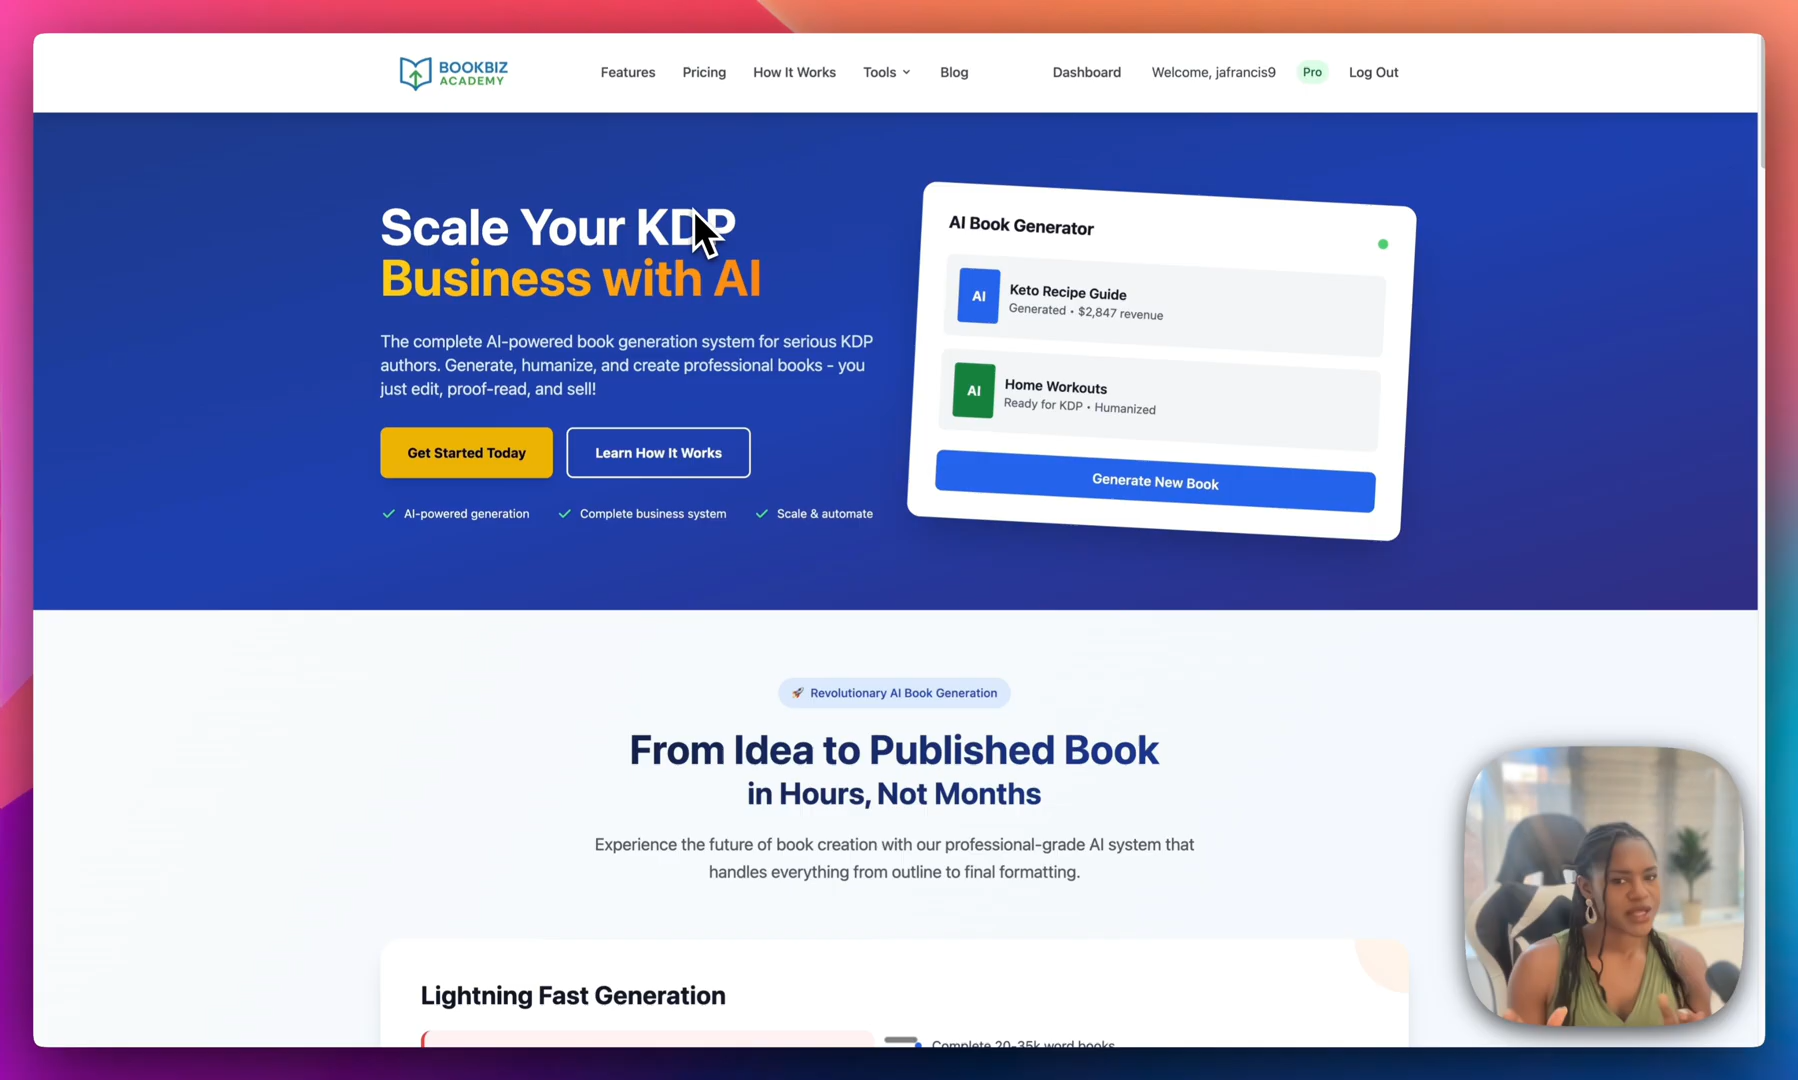 BOOKBIZ
ACADEMY
Features
Pricing
How It Works
Tools
Blog
Dashboard
Welcome, jafrancis9
Pro
Log Out
Scale Your KDP
Business with AI
The complete AI-powered book generation system for serious KDP
authors. Generate, humanize, and create professional books - you
just edit, proof-read, and sell!
Get Started Today
Learn How It Works
AI-powered generation
Complete business system
Scale & automate
AI Book Generator
AI
Keto Recipe Guide
Generated • $2,847 revenue
AI
Home Workouts
Ready for KDP • Humanized
Generate New Book
🚀 Revolutionary AI Book Generation
From Idea to Published Book
in Hours, Not Months
Experience the future of book creation with our professional-grade AI system that
handles everything from outline to final formatting.
Lightning Fast Generation
Complete 20-35k word books